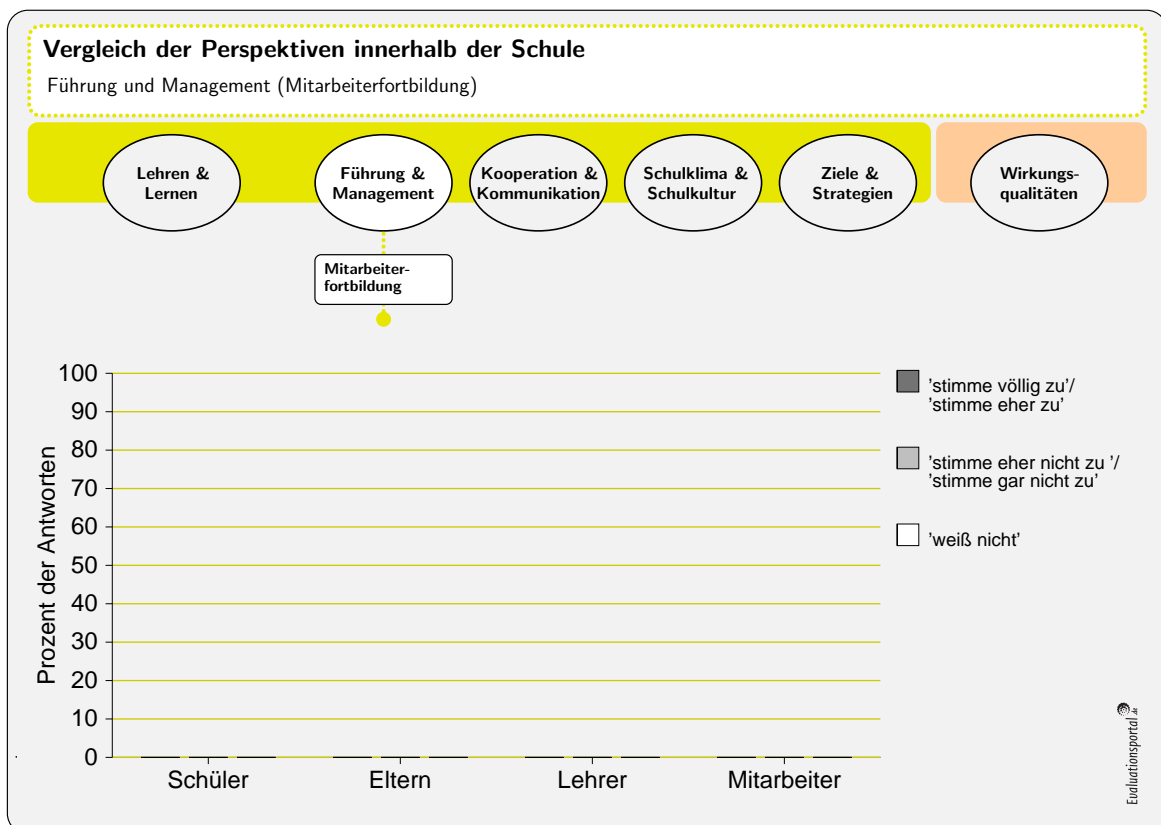 Vergleich der Perspektiven innerhalb der Schule
Führung und Management (Mitarbeiterfortbildung)
Lehren &
Lernen
Führung &
Management
Kooperation &
Kommunikation
Schulklima &
Schulkultur
Ziele &
Strategien
Wirkungs-
qualitäten
Mitarbeiter-
fortbildung
Prozent der Antworten
100
90
80
70
60
50
40
30
20
10
0
Schüler
Eltern
Lehrer
Mitarbeiter
'stimme völlig zu'/
'stimme eher zu'
'stimme eher nicht zu '/
'stimme gar nicht zu'
'weiß nicht'
Evaluationsportal.de